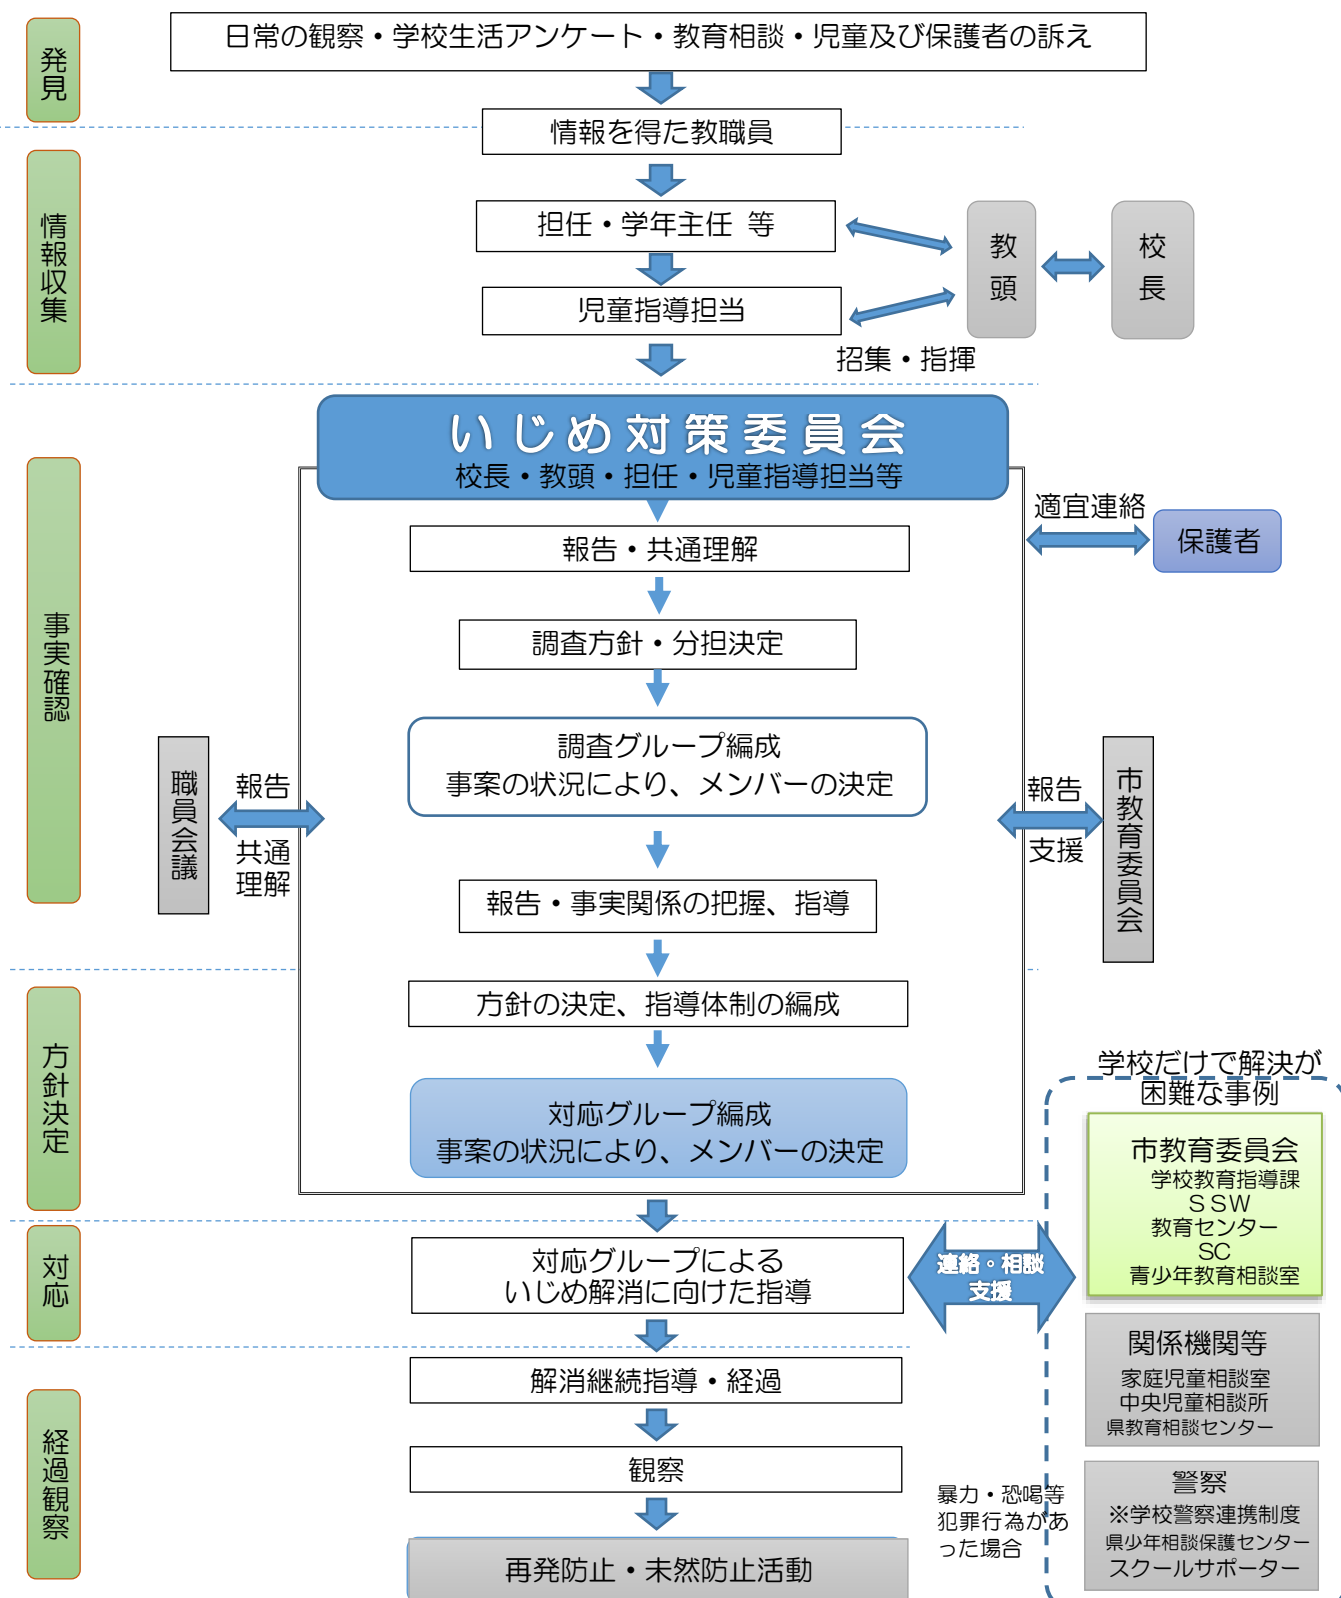 発見
日常の観察・学校生活アンケート・教育相談・児童及び保護者の訴え
情報を得た教職員
情報収集
担任・学年主任 等
教頭
校長
児童指導担当
招集・指揮
いじめ対策委員会
校長・教頭・担任・児童指導担当等
事実確認
適宜連絡
保護者
報告・共通理解
調査方針・分担決定
調査グループ編成
事案の状況により、メンバーの決定
職員会議
報告
共通
理解
報告
支援
市教育委員会
報告・事実関係の把握、指導
方針決定
方針の決定、指導体制の編成
対応グループ編成
事案の状況により、メンバーの決定
学校だけで解決が
困難な事例
市教育委員会
学校教育指導課
ＳＳＷ
教育センター
SC
青少年教育相談室
対応
対応グループによる
いじめ解消に向けた指導
連絡・相談
支援
関係機関等
家庭児童相談室
中央児童相談所
県教育相談センター
経過観察
解消継続指導・経過
観察
再発防止・未然防止活動
暴力・恐喝等
犯罪行為があ
った場合
警察
※学校警察連携制度
県少年相談保護センター
スクールサポーター